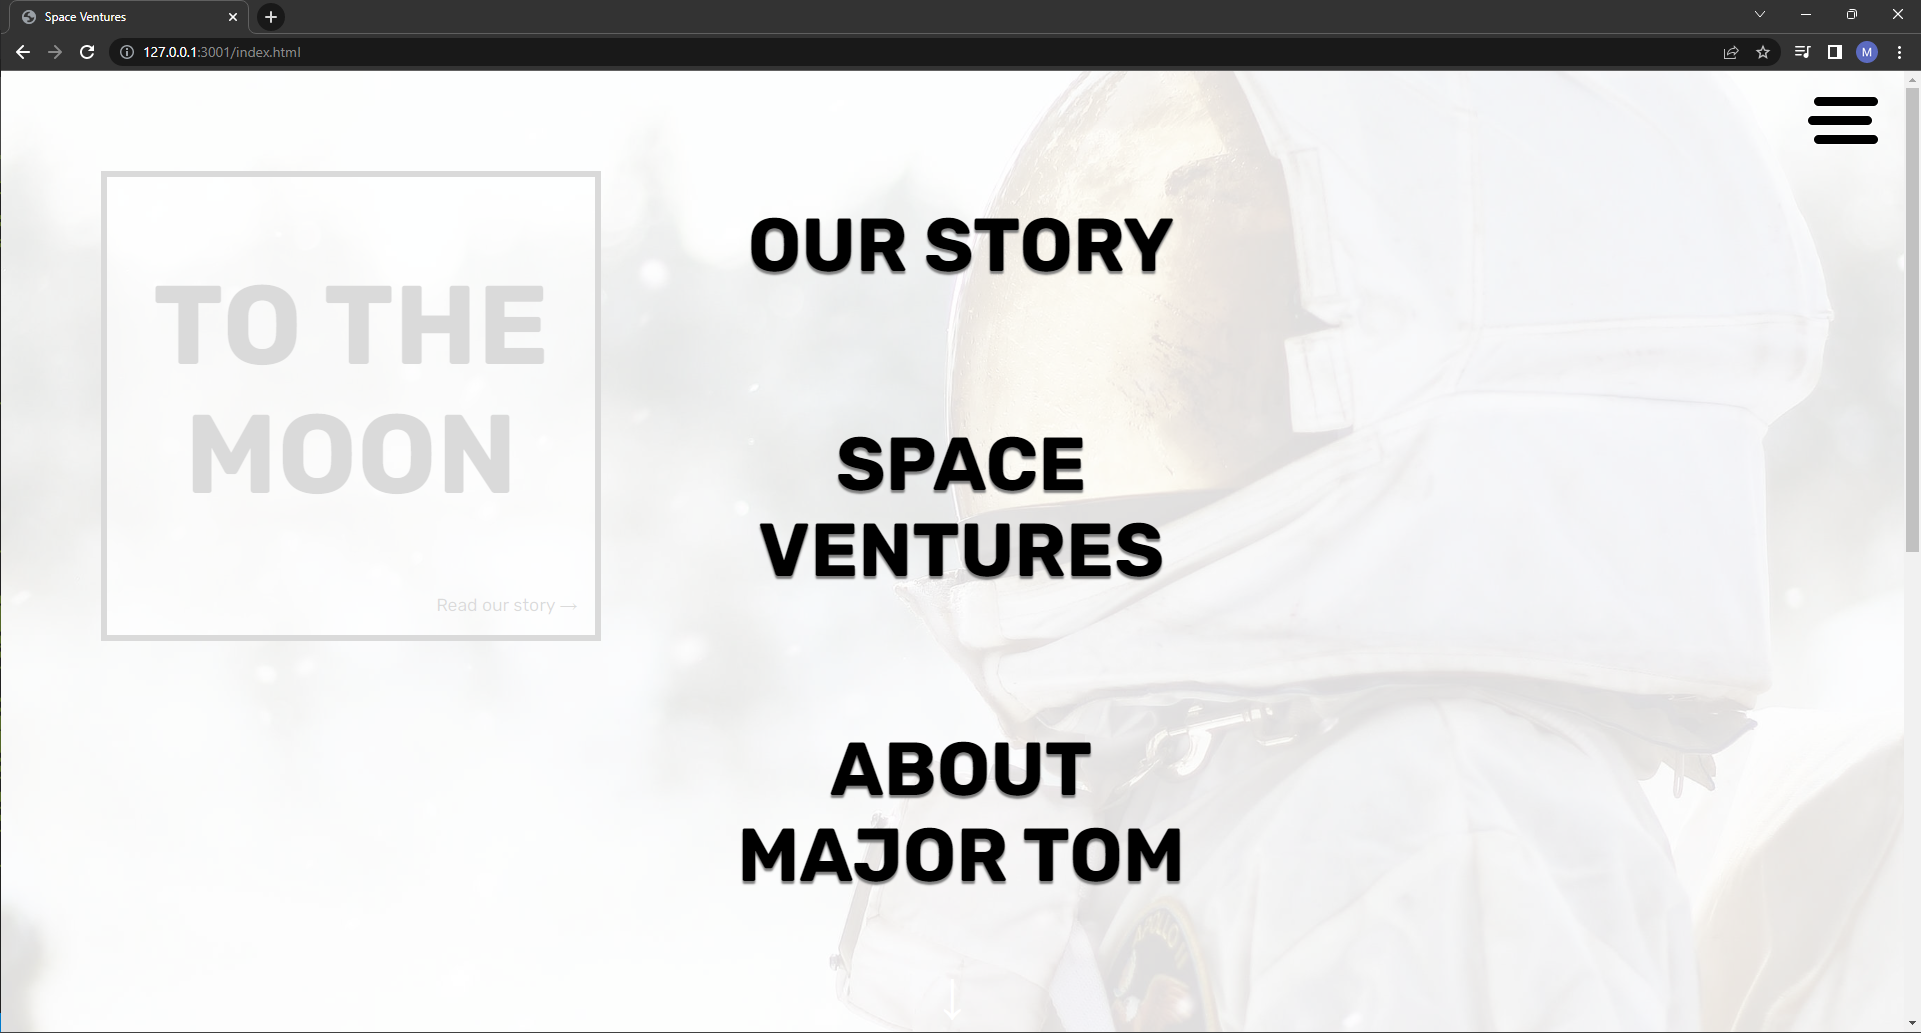 Space Ventures
127.0.0.1:3001/index.html
M
OUR STORY
TO THE
MOON
Read our story →
SPACE
VENTURES
ABOUT
MAJOR TOM
APOLLO